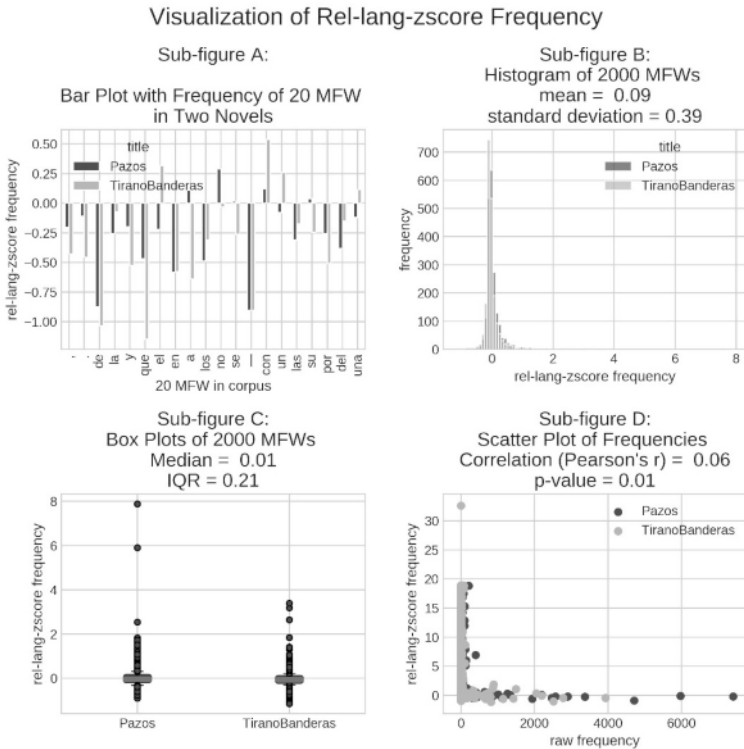 Visualization of Rel-lang-zscore Frequency
Sub-figure A:
Bar Plot with Frequency of 20 MFW
in Two Novels
title
Pazos
TiranoBanderas
0.50
0.25
0.00
−0.25
−0.50
−0.75
−1.00
rel-lang-zscore frequency
, . de la y que el en a los no se — con un las su por del una
20 MFW in corpus
Sub-figure B:
Histogram of 2000 MFWs
mean = 0.09
standard deviation = 0.39
title
Pazos
TiranoBanderas
700
600
500
400
300
200
100
0
frequency
0 2 4 6 8
rel-lang-zscore frequency
Sub-figure C:
Box Plots of 2000 MFWs
Median = 0.01
IQR = 0.21
8
6
4
2
0
rel-lang-zscore frequency
Pazos TiranoBanderas
Sub-figure D:
Scatter Plot of Frequencies
Correlation (Pearson's r) = 0.06
p-value = 0.01
Pazos
TiranoBanderas
30
25
20
15
10
5
0
rel-lang-zscore frequency
0 2000 4000 6000
raw frequency